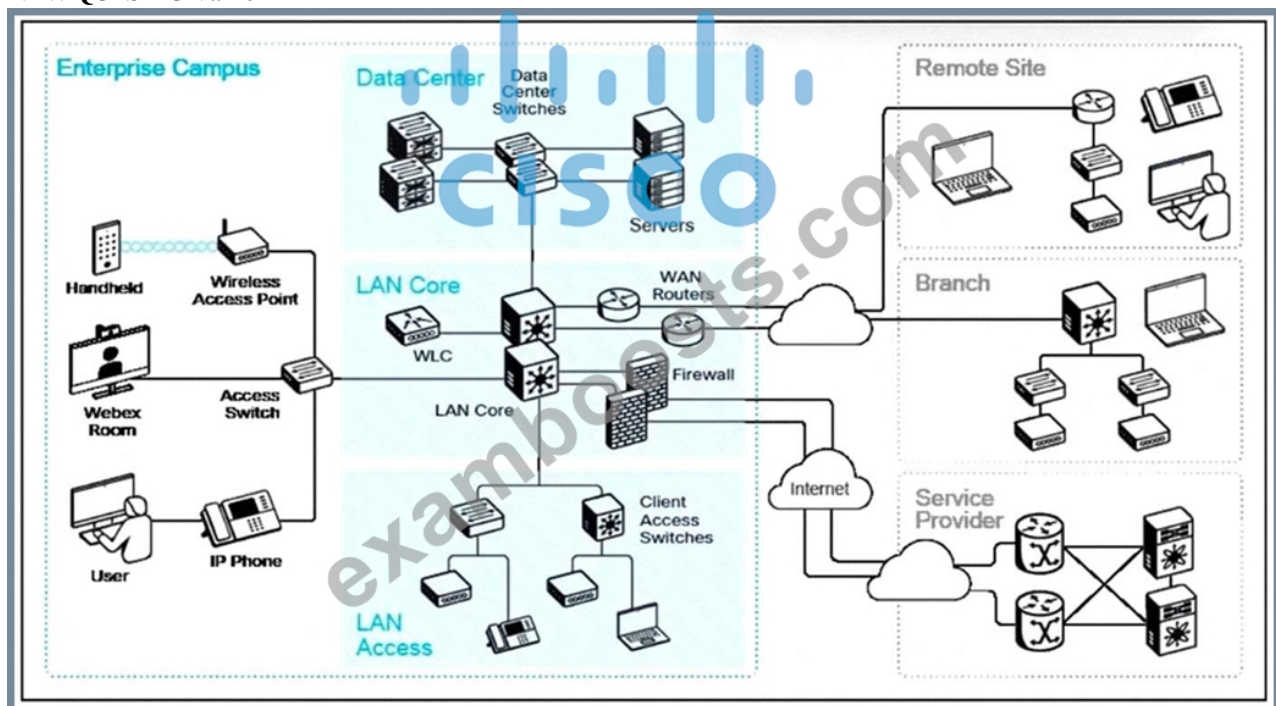 Enterprise Campus
Data Center
Data
Center
Switches
Servers
Handheld
Wireless
Access Point
Webex
Room
Access
Switch
User
IP Phone
LAN Core
WLC
LAN Core
WAN
Routers
Firewall
LAN
Access
Client
Access
Switches
Internet
Remote Site
Branch
Service
Provider
CISCO
examboosts.com